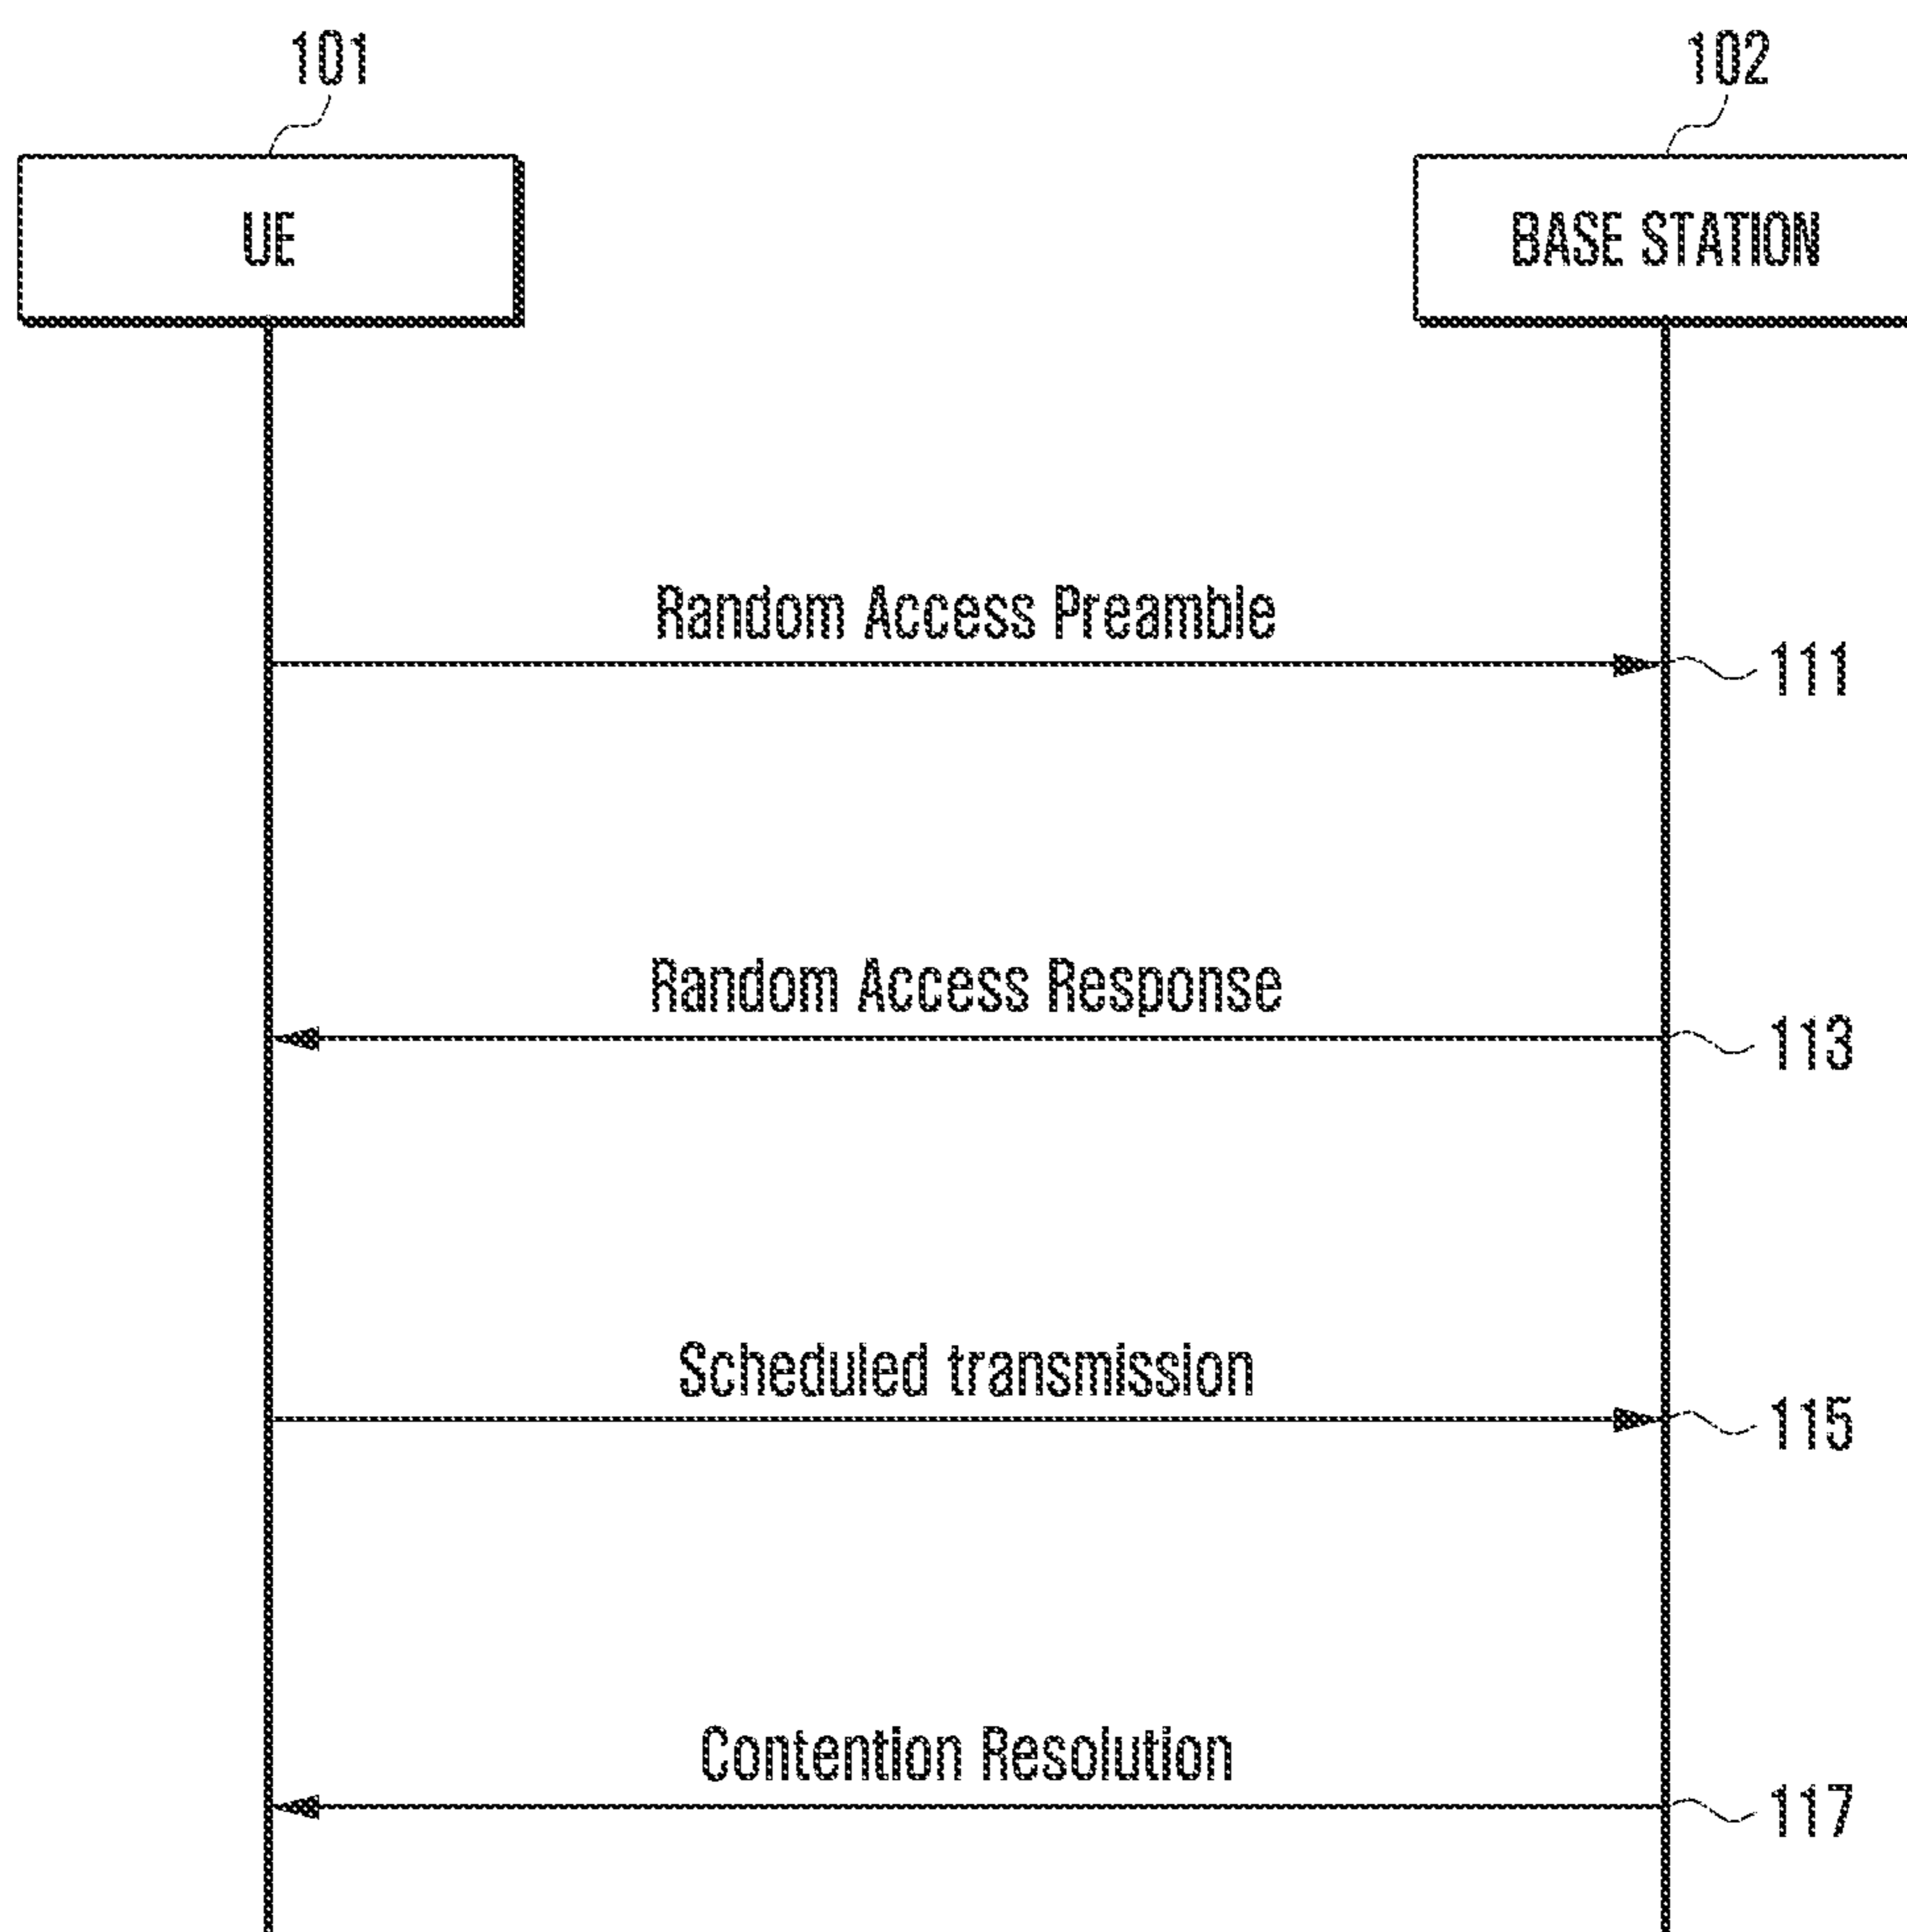 101
102
UE
BASE STATION
Random Access Preamble
111
Random Access Response
113
Scheduled transmission
115
Contention Resolution
117